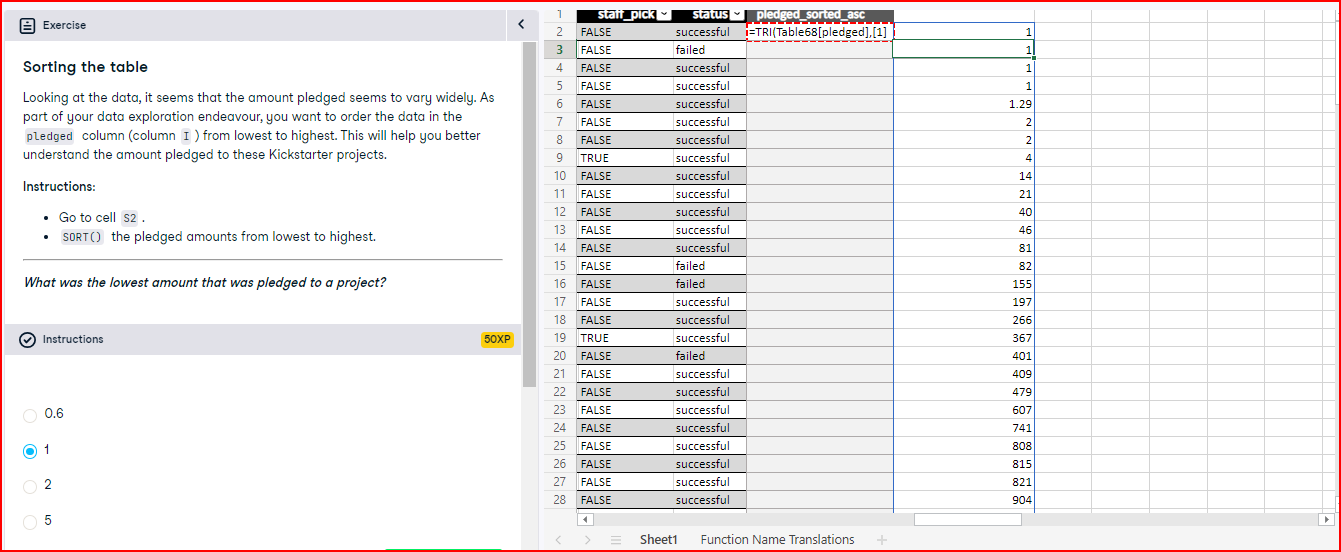 Exercise
Sorting the table
Looking at the data, it seems that the amount pledged seems to vary widely. As
part of your data exploration endeavour, you want to order the data in the
pledged column (column I ) from lowest to highest. This will help you better
understand the amount pledged to these Kickstarter projects.
Instructions:
• Go to cell S2 .
• SORT() the pledged amounts from lowest to highest.
What was the lowest amount that was pledged to a project?
Instructions 50XP
0.6
1
2
5
1 staff_pick status pledged_sorted_asc
2 FALSE successful =TRI(Table68[pledged],[1] 1
3 FALSE failed 1
4 FALSE successful 1
5 FALSE successful 1
6 FALSE successful 1.29
7 FALSE successful 2
8 FALSE successful 2
9 TRUE successful 4
10 FALSE successful 14
11 FALSE successful 21
12 FALSE successful 40
13 FALSE successful 46
14 FALSE successful 81
15 FALSE failed 82
16 FALSE failed 155
17 FALSE successful 197
18 FALSE successful 266
19 TRUE successful 367
20 FALSE failed 401
21 FALSE successful 409
22 FALSE successful 479
23 FALSE successful 607
24 FALSE successful 741
25 FALSE successful 808
26 FALSE successful 815
27 FALSE successful 821
28 FALSE successful 904
Sheet1 Function Name Translations